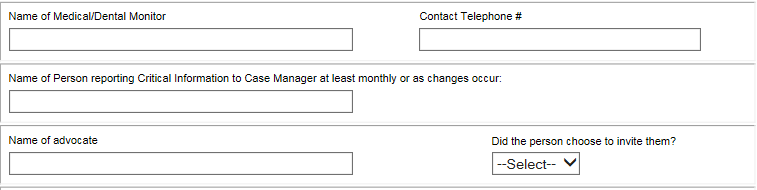 Name of Medical/Dental Monitor
Contact Telephone #
Name of Person reporting Critical Information to Case Manager at least monthly or as changes occur:
Name of advocate
Did the person choose to invite them?
--Select--